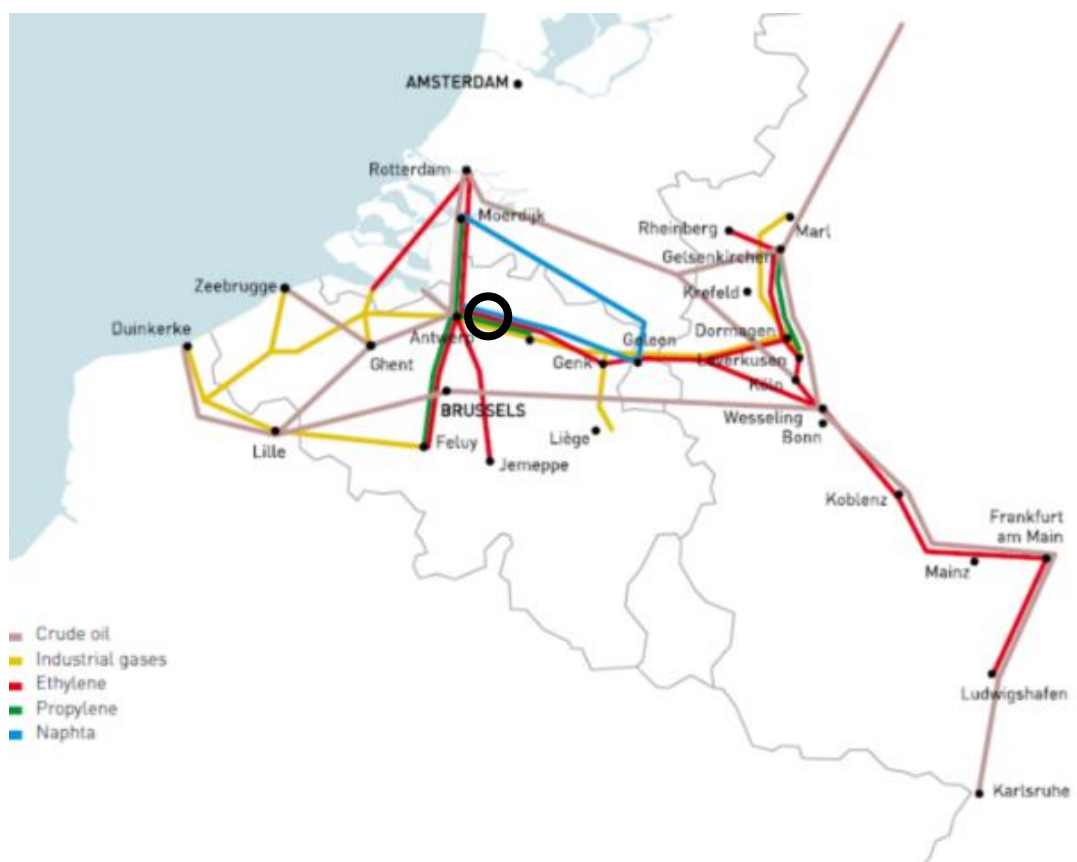 AMSTERDAM
Rotterdam
Moerdijk
Rheinberg
Marl
Gelsenkirchen
Zeebrugge
Krefeld
Duinkerke
Antwerp
Dormagen
Ghent
Geleen
Genk
Leverkusen
Köln
BRUSSELS
Wesseling
Lille
Feluy
Liège
Bonn
Jemeppe
Koblenz
Frankfurt
am Main
Mainz
Crude oil
Industrial gases
Ethylene
Propylene
Naphta
Ludwigshafen
Karlsruhe